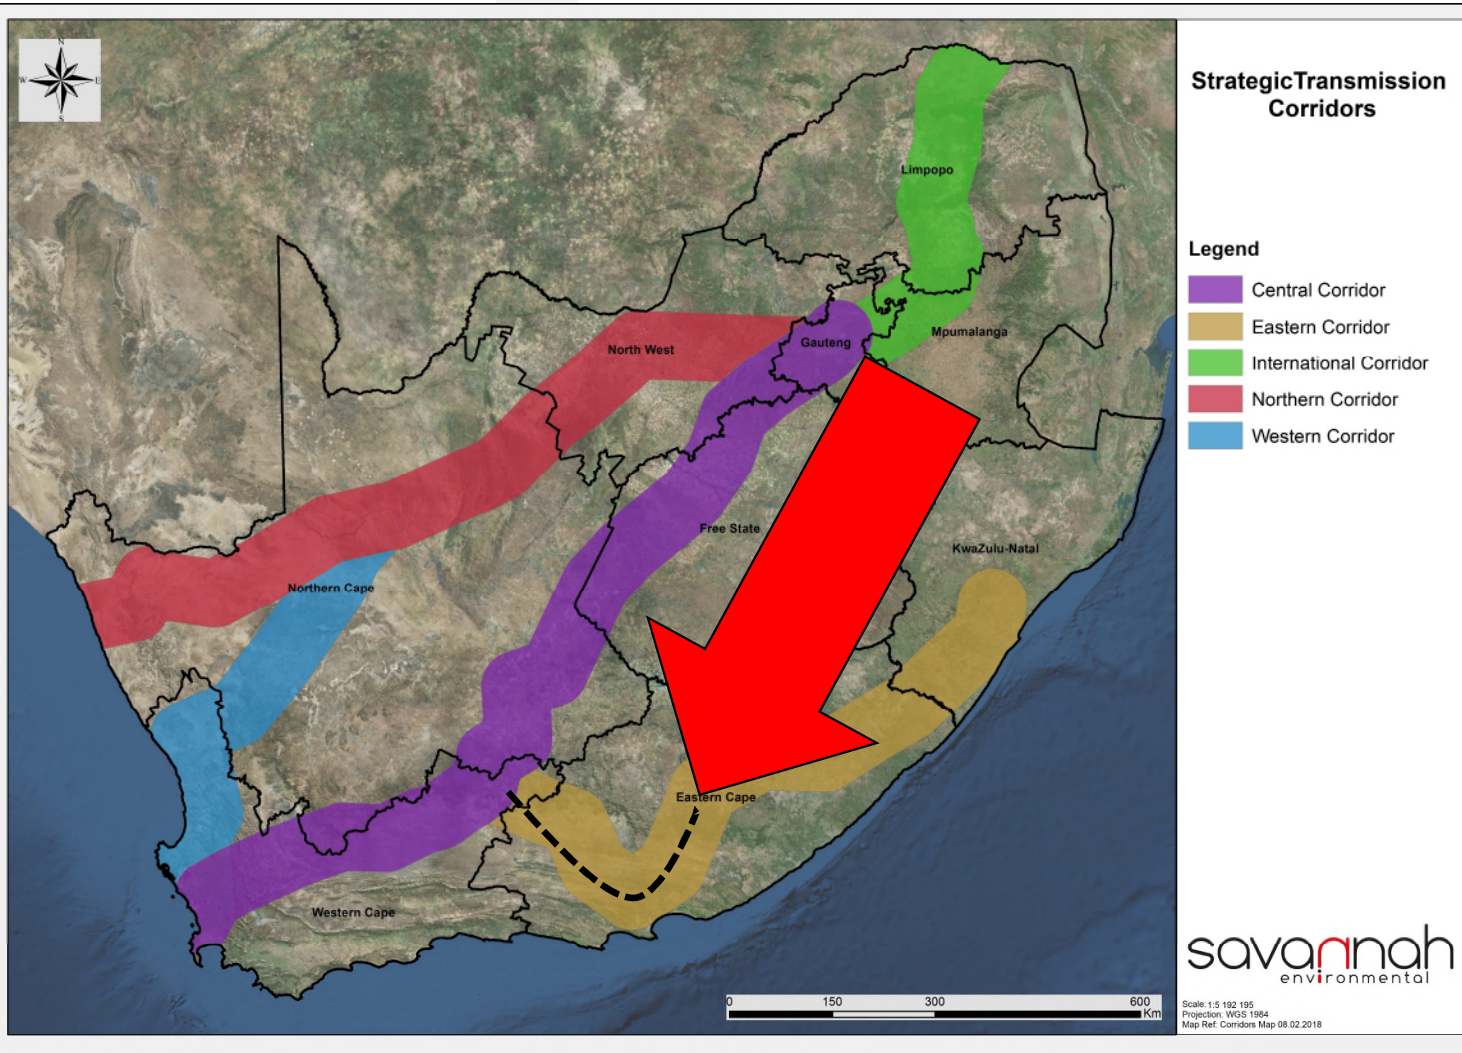 N
W
E
S
Limpopo
Mpumalanga
Gauteng
North West
Free State
KwaZulu-Natal
Northern Cape
Eastern Cape
Western Cape
0
150
300
600
Km
StrategicTransmission
Corridors
Legend
Central Corridor
Eastern Corridor
International Corridor
Northern Corridor
Western Corridor
savannah
environmental
Scale: 1:5 192 195
Projection: WGS 1984
Map Ref: Corridors Map 08.02.2018